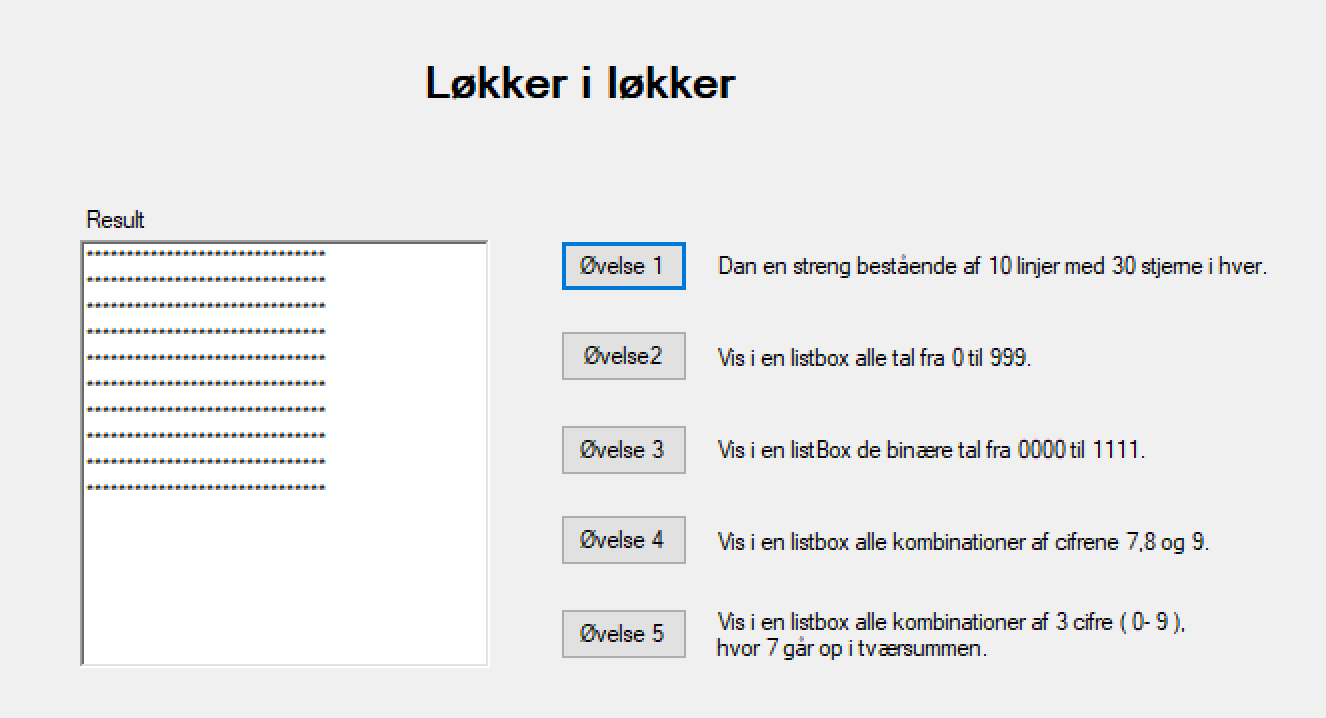 Løkker i løkker
Result
******************************
******************************
******************************
******************************
******************************
******************************
******************************
******************************
******************************
******************************
Øvelse 1
Dan en streng bestående af 10 linjer med 30 stjerne i hver.
Øvelse2
Vis i en listbox alle tal fra 0 til 999.
Øvelse 3
Vis i en listBox de binære tal fra 0000 til 1111.
Øvelse 4
Vis i en listbox alle kombinationer af cifrene 7,8 og 9.
Øvelse 5
Vis i en listbox alle kombinationer af 3 cifre ( 0- 9 ),
hvor 7 går op i tværsummen.